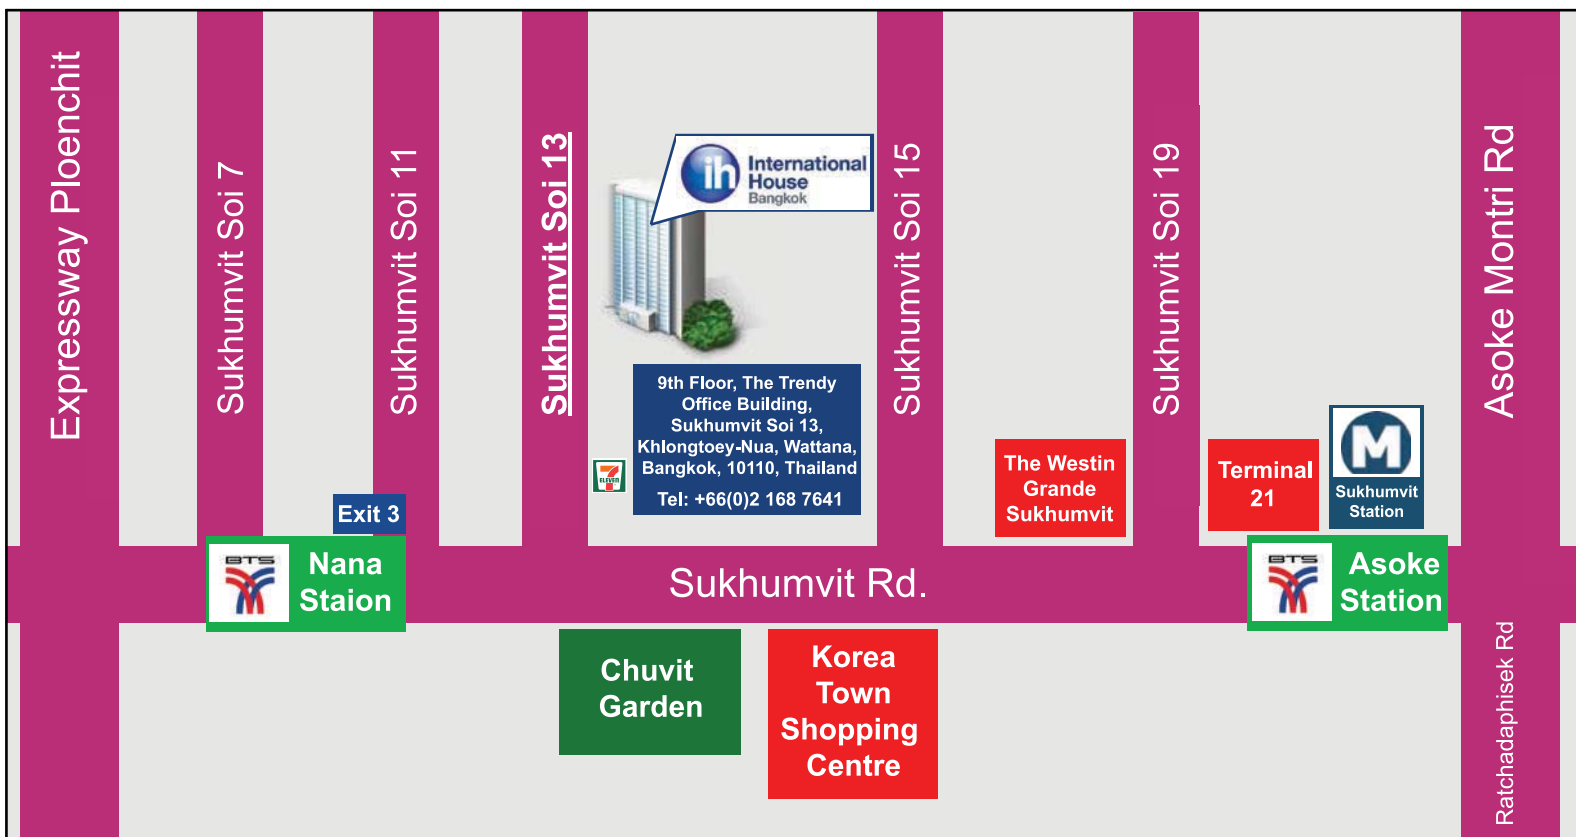 Expressway Ploenchit
Sukhumvit Soi 7
Sukhumvit Soi 11
Sukhumvit Soi 13
ih International
House
Bangkok
Sukhumvit Soi 15
Sukhumvit Soi 19
Asoke Montri Rd
9th Floor, The Trendy
Office Building,
Sukhumvit Soi 13,
Khlongtoey-Nua, Wattana,
Bangkok, 10110, Thailand
Tel: +66(0)2 168 7641
7
ELEVEN
The Westin
Grande
Sukhumvit
Terminal
21
M
Sukhumvit
Station
Exit 3
BTS
Nana
Staion
Sukhumvit Rd.
BTS
Asoke
Station
Chuvit
Garden
Korea
Town
Shopping
Centre
Ratchadaphisek Rd